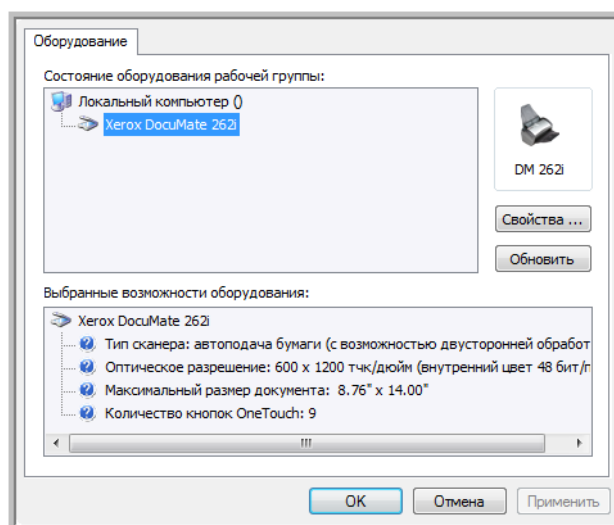 Оборудование
Состояние оборудования рабочей группы:
Локальный компьютер ()
Xerox DocuMate 262i
DM 262i
Свойства ...
Обновить
Выбранные возможности оборудования:
Xerox DocuMate 262i
Тип сканера: автоподача бумаги (с возможностью двусторонней обработ
Оптическое разрешение: 600 x 1200 тчк/дюйм (внутренний цвет 48 бит/п
Максимальный размер документа: 8.76" x 14.00"
Количество кнопок OneTouch: 9
OK
Отмена
Применить